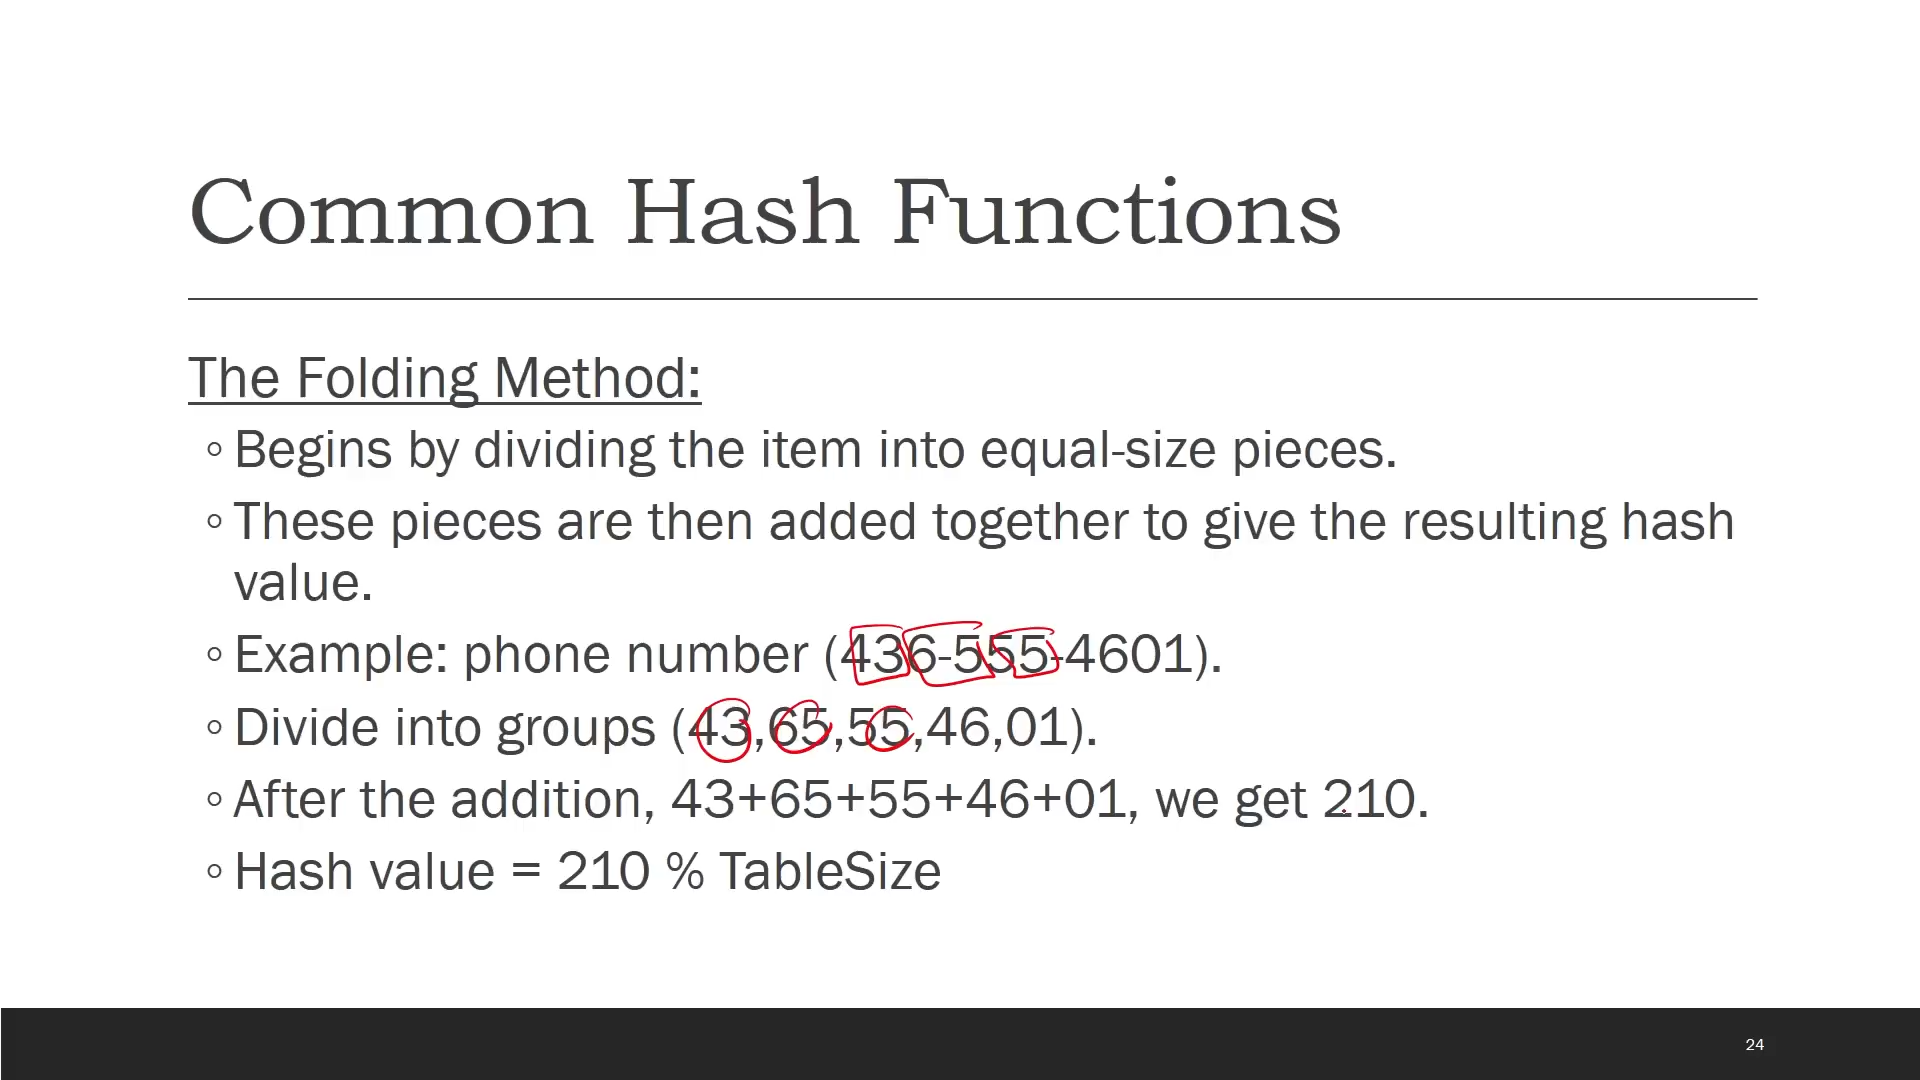 Common Hash Functions
The Folding Method:
◦ Begins by dividing the item into equal-size pieces.
◦ These pieces are then added together to give the resulting hash
value.
◦ Example: phone number (436-555-4601).
◦ Divide into groups (43,65,55,46,01).
◦ After the addition, 43+65+55+46+01, we get 210.
◦ Hash value = 210 % TableSize
24